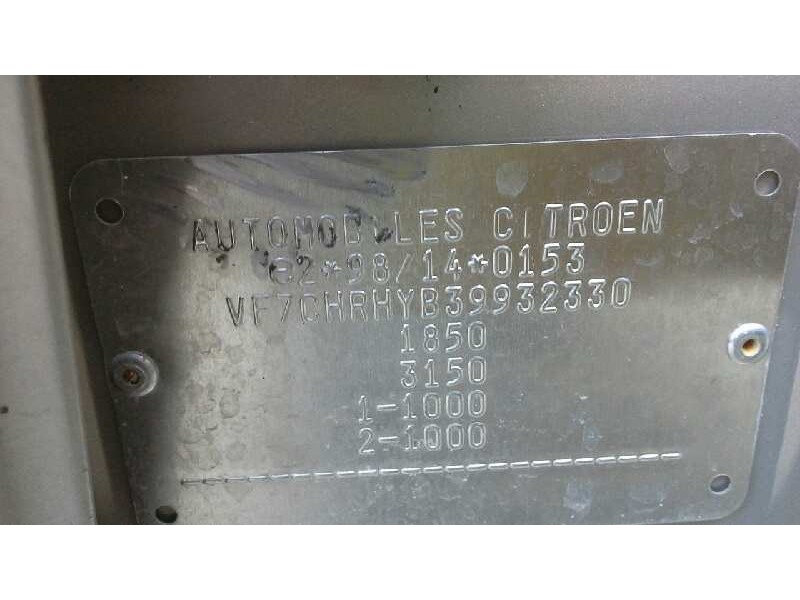 AUTOMOBILES CITROEN
e2*98/14*0153
VF7CHRHYB39932330
1850
3150
1-1000
2-1000